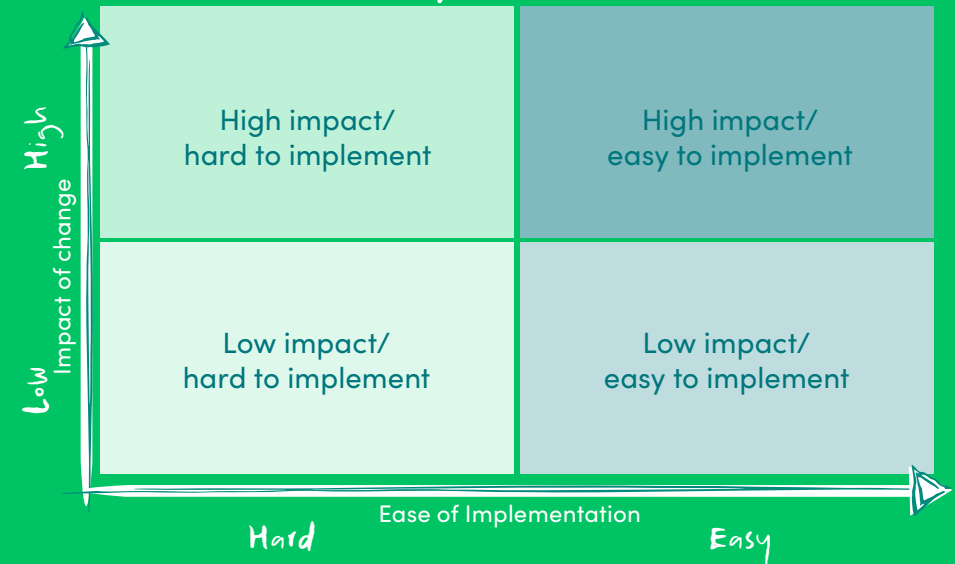 High impact/
hard to implement
High impact/
easy to implement
High
Impact of change
Low
Low impact/
hard to implement
Low impact/
easy to implement
Ease of Implementation
Hard
Easy